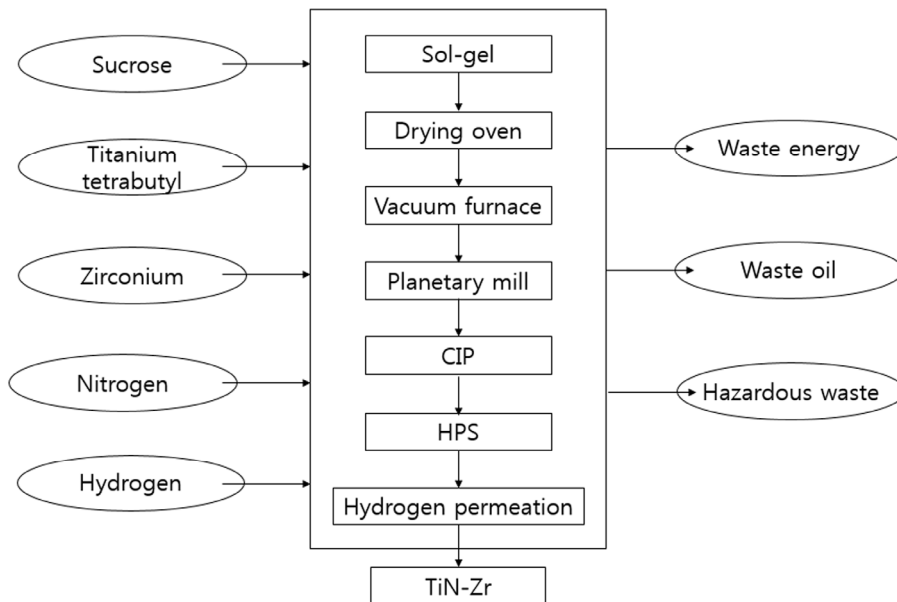 Sucrose
Titanium
tetrabutyl
Zirconium
Nitrogen
Hydrogen
Sol-gel
Drying oven
Vacuum furnace
Planetary mill
CIP
HPS
Hydrogen permeation
TiN-Zr
Waste energy
Waste oil
Hazardous waste